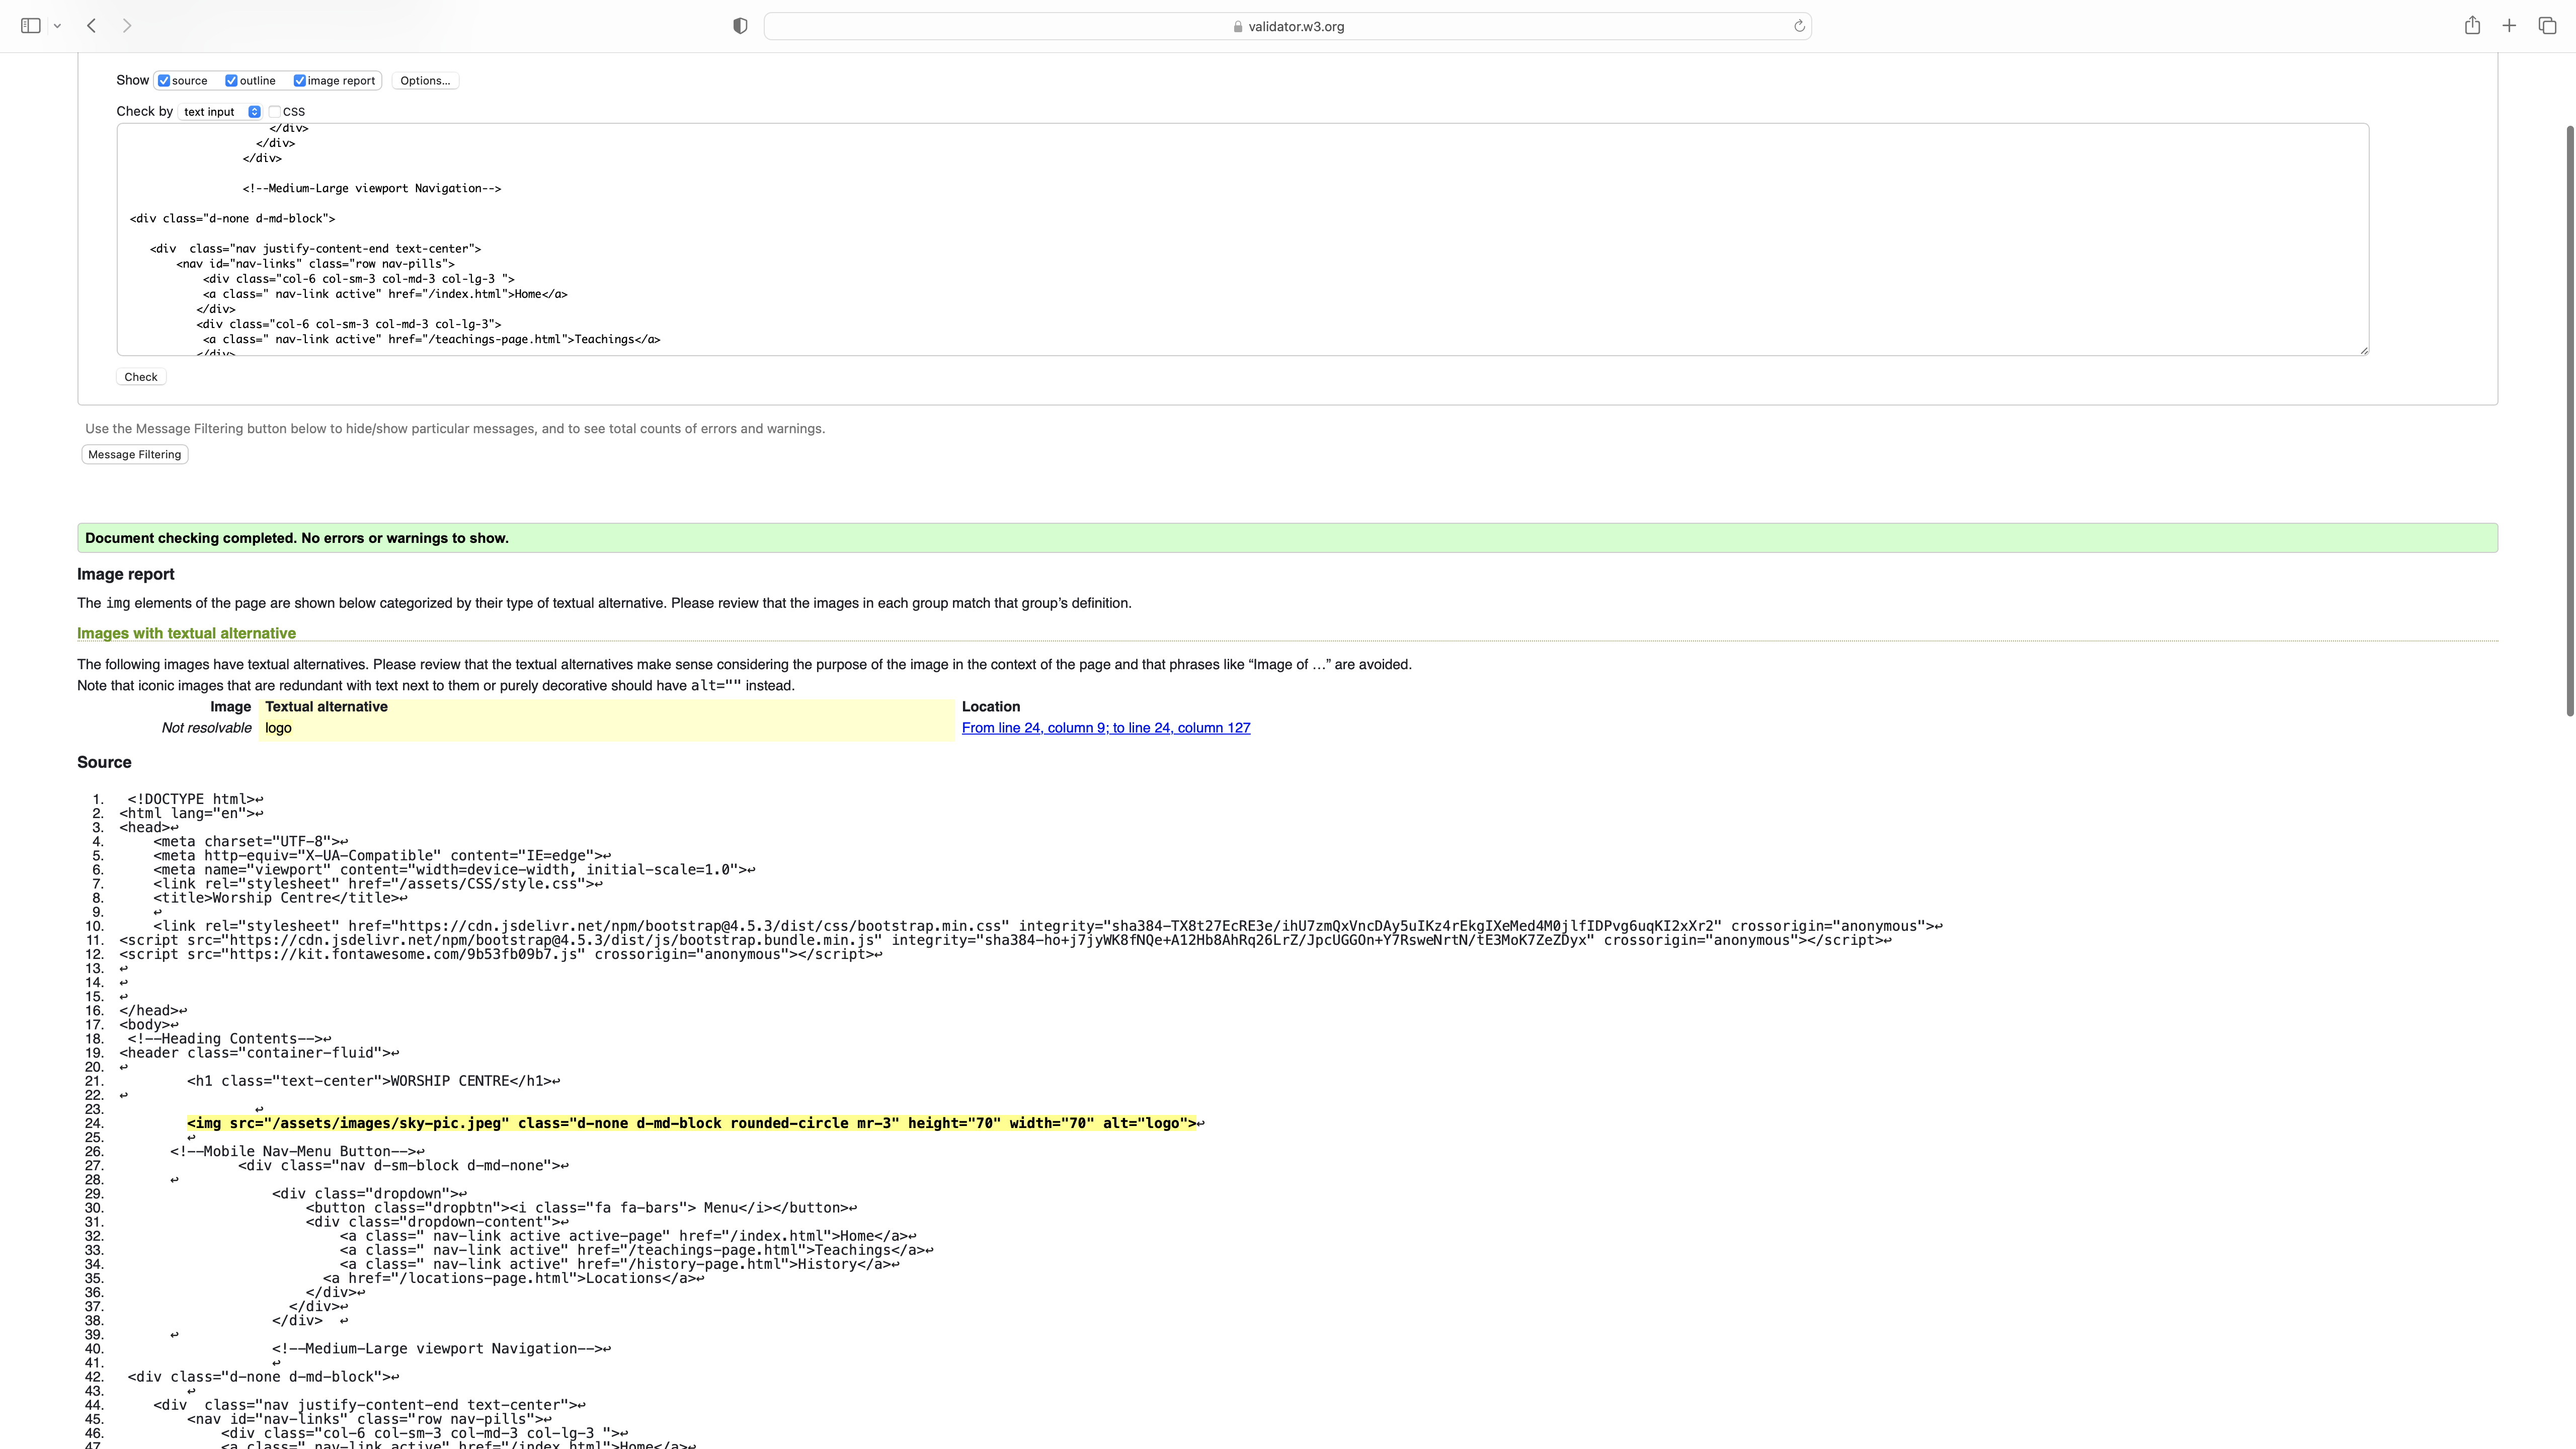 validator.w3.org
Show source outline image report Options...
Check by text input CSS
</div>
</div>
</div>
<!--Medium-Large viewport Navigation-->
<div class="d-none d-md-block">
<div  class="nav justify-content-end text-center">
<nav id="nav-links" class="row nav-pills">
<div class="col-6 col-sm-3 col-md-3 col-lg-3 ">
<a class=" nav-link active" href="/index.html">Home</a>
</div>
<div class="col-6 col-sm-3 col-md-3 col-lg-3">
<a class=" nav-link active" href="/teachings-page.html">Teachings</a>
</div>
Check
Use the Message Filtering button below to hide/show particular messages, and to see total counts of errors and warnings.
Message Filtering
Document checking completed. No errors or warnings to show.
Image report
The img elements of the page are shown below categorized by their type of textual alternative. Please review that the images in each group match that group’s definition.
Images with textual alternative
The following images have textual alternatives. Please review that the textual alternatives make sense considering the purpose of the image in the context of the page and that phrases like “Image of …” are avoided.
Note that iconic images that are redundant with text next to them or purely decorative should have alt="" instead.
Image Textual alternative Location
Not resolvable logo From line 24, column 9; to line 24, column 127
Source
1. <!DOCTYPE html>↩
2. <html lang="en">↩
3. <head>↩
4. <meta charset="UTF-8">↩
5. <meta http-equiv="X-UA-Compatible" content="IE=edge">↩
6. <meta name="viewport" content="width=device-width, initial-scale=1.0">↩
7. <link rel="stylesheet" href="/assets/CSS/style.css">↩
8. <title>Worship Centre</title>↩
9. ↩
10. <link rel="stylesheet" href="https://cdn.jsdelivr.net/npm/bootstrap@4.5.3/dist/css/bootstrap.min.css" integrity="sha384-TX8t27EcRE3e/ihU7zmQxVncDAy5uIKz4rEkgIXeMed4M0jlfIDPvg6uqKI2xXr2" crossorigin="anonymous">↩
11. <script src="https://cdn.jsdelivr.net/npm/bootstrap@4.5.3/dist/js/bootstrap.bundle.min.js" integrity="sha384-ho+j7jyWK8fNQe+A12Hb8AhRq26LrZ/JpcUGGOn+Y7RsweNrtN/tE3MoK7ZeZDyx" crossorigin="anonymous"></script>↩
12. <script src="https://kit.fontawesome.com/9b53fb09b7.js" crossorigin="anonymous"></script>↩
13. ↩
14. ↩
15. ↩
16. </head>↩
17. <body>↩
18. <!--Heading Contents-->↩
19. <header class="container-fluid">↩
20. ↩
21. <h1 class="text-center">WORSHIP CENTRE</h1>↩
22. ↩
23. ↩
24. <img src="/assets/images/sky-pic.jpeg" class="d-none d-md-block rounded-circle mr-3" height="70" width="70" alt="logo">↩
25. ↩
26. <!--Mobile Nav-Menu Button-->↩
27. <div class="nav d-sm-block d-md-none">↩
28. ↩
29. <div class="dropdown">↩
30. <button class="dropbtn"><i class="fa fa-bars"> Menu</i></button>↩
31. <div class="dropdown-content">↩
32. <a class=" nav-link active active-page" href="/index.html">Home</a>↩
33. <a class=" nav-link active" href="/teachings-page.html">Teachings</a>↩
34. <a class=" nav-link active" href="/history-page.html">History</a>↩
35. <a href="/locations-page.html">Locations</a>↩
36. </div>↩
37. </div>↩
38. </div>  ↩
39. ↩
40. <!--Medium-Large viewport Navigation-->↩
41. ↩
42. <div class="d-none d-md-block">↩
43. ↩
44. <div  class="nav justify-content-end text-center">↩
45. <nav id="nav-links" class="row nav-pills">↩
46. <div class="col-6 col-sm-3 col-md-3 col-lg-3 ">↩
47. <a class=" nav-link active" href="/index.html">Home</a>↩